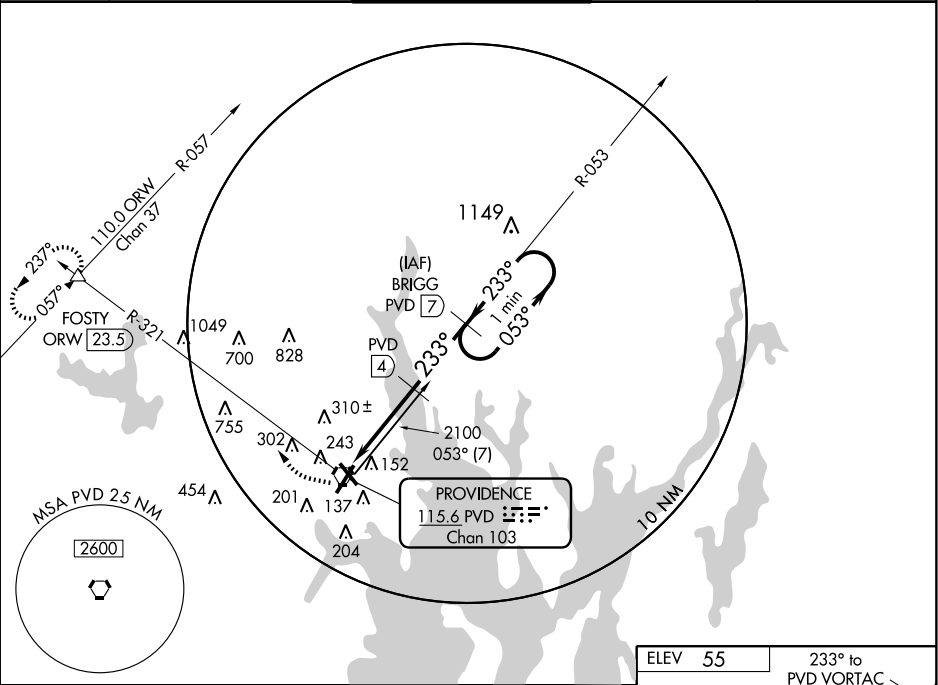 R-057
R-053
110.0 ORW
Chan 37
1149
237°
057°
(IAF)
BRIGG
PVD 7
233°
1 min
053°
FOSTY
ORW 23.5
R-321
1049
700
828
PVD
4
233°
310 ±
755
302
243
2100
053° (7)
152
454
201
137
204
PROVIDENCE
115.6 PVD
Chan 103
10 NM
MSA PVD 25 NM
2600
ELEV 55
233° to
PVD VORTAC